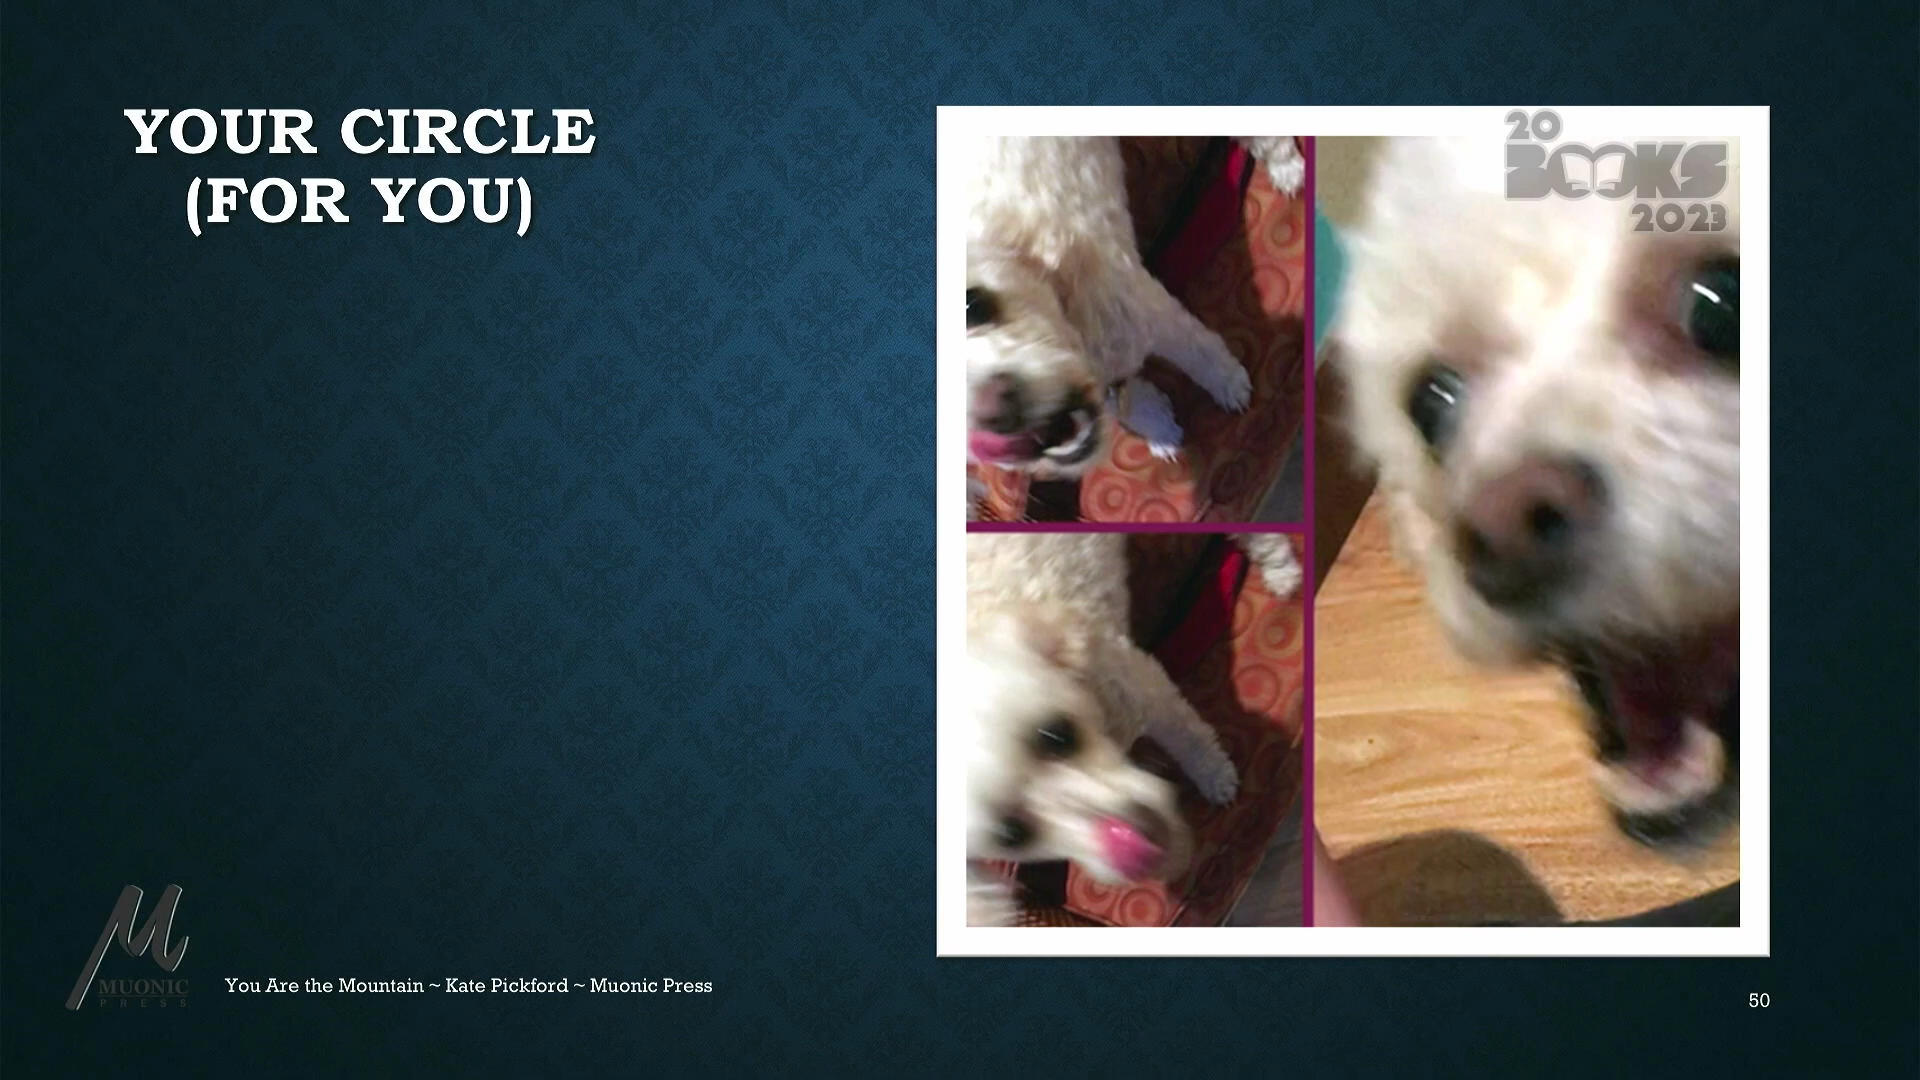 YOUR CIRCLE
(FOR YOU)
20
BOOKS
2023
MUONIC
PRESS
You Are the Mountain ~ Kate Pickford ~ Muonic Press
50